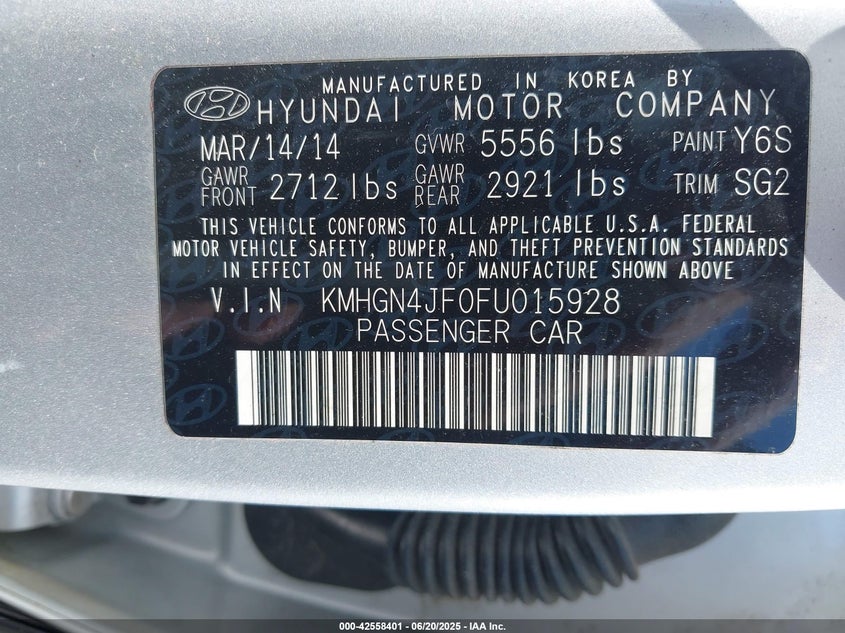 MANUFACTURED IN KOREA BY
HYUNDAI MOTOR COMPANY
MAR/14/14 GVWR 5556 lbs PAINT Y6S
GAWR FRONT 2712 lbs GAWR REAR 2921 lbs TRIM SG2
THIS VEHICLE CONFORMS TO ALL APPLICABLE U.S.A. FEDERAL
MOTOR VEHICLE SAFETY, BUMPER, AND THEFT PREVENTION STANDARDS
IN EFFECT ON THE DATE OF MANUFACTURE SHOWN ABOVE.
V.I.N KMHGN4JF0FU015928
PASSENGER CAR
000-42558401 - 06/20/2025 - IAA Inc.